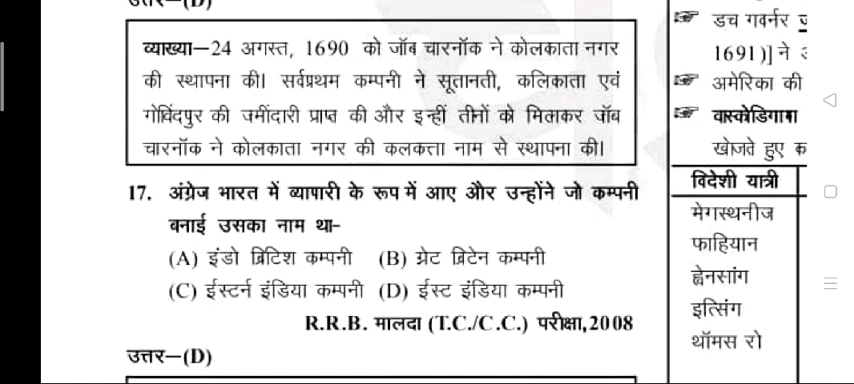 उत्तर—(D)
व्याख्या—24 अगस्त, 1690 को जॉब चारनॉक ने कोलकाता नगर
की स्थापना की। सर्वप्रथम कम्पनी ने सूतानती, कलिकाता एवं
गोविंदपुर की जमींदारी प्राप्त की और इन्हीं तीनों को मिलाकर जॉब
चारनॉक ने कोलकाता नगर की कलकत्ता नाम से स्थापना की।
17. अंग्रेज भारत में व्यापारी के रूप में आए और उन्होंने जो कम्पनी
बनाई उसका नाम था-
(A) इंडो ब्रिटिश कम्पनी (B) ग्रेट ब्रिटेन कम्पनी
(C) ईस्टर्न इंडिया कम्पनी (D) ईस्ट इंडिया कम्पनी
R.R.B. मालदा (T.C./C.C.) परीक्षा,2008
उत्तर—(D)
डच गवर्नर
1691)] ने
अमेरिका की
वास्कोडिगामा
खोजते हुए
विदेशी यात्री
मेगस्थनीज
फाहियान
ह्वेनसांग
इत्सिंग
थॉमस रो